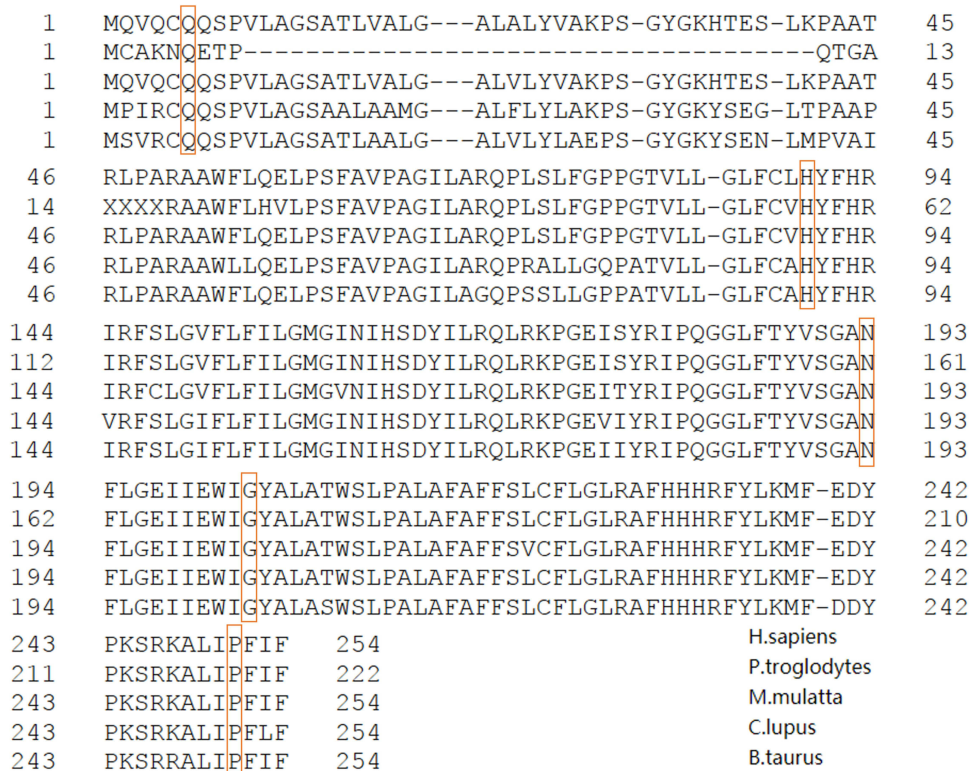 1 MQVQCQQSPVLAGSATLVALG---ALALYVAKPS-GYGKHTES-LKPAAT 45
1 MCAKNQETP-------------------------------------QTGA 13
1 MQVQCQQSPVLAGSATLVALG---ALVLYVAKPS-GYGKHTES-LKPAAT 45
1 MPIRCQQSPVLAGSAALAAMG---ALFLYLAKPS-GYGKYSEG-LTPAAP 45
1 MSVRCQQSPVLAGSATLAALG---ALVLYLAEPS-GYGKYSEN-LMPVAI 45
46 RLPARAAWFLQELPSFAVPAGILARQPLSLFGPPGTVLL-GLFCLHYFHR 94
14 XXXXRAAWFLHVLPSFAVPAGILARQPLSLFGPPGTVLL-GLFCVHYFHR 62
46 RLPARAAWFLQELPSFAVPAGILARQPLSLFGPPGTVLL-GLFCVHYFHR 94
46 RLPARAAWLLQELPSFAVPAGILARQPRALLGQPATVLL-GLFCAHYFHR 94
46 RLPARAAWFLQELPSFAVPAGILAGQPSSLLGPPATVLL-GLFCAHYFHR 94
144 IRFSLGVFLFILGMGINIHSDYILRQLRKPGEISYRIPQGGLFTYVSGAN 193
112 IRFSLGVFLFILGMGINIHSDYILRQLRKPGEISYRIPQGGLFTYVSGAN 161
144 IRFCLGVFLFILGMGVNIHSDYILRQLRKPGEITYRIPQGGLFTYVSGAN 193
144 VRFSLGIFLFILGMGINIHSDYILRQLRKPGEVIYRIPQGGLFTYVSGAN 193
144 IRFSLGIFLFILGMGINIHSDYILRQLRKPGEIIYRIPQGGLFTYVSGAN 193
194 FLGEIIEWIGYALATWSLPALAFAFFSLCFLGLRAFHHHRFYLKMF-EDY 242
162 FLGEIIEWIGYALATWSLPALAFAFFSLCFLGLRAFHHHRFYLKMF-EDY 210
194 FLGEIIEWIGYALATWSLPALAFAFFSVCFLGLRAFHHHRFYLKMF-EDY 242
194 FLGEIIEWIGYALATWSLPALAFAFFSLCFLGLRAFHHHRFYLKMF-EDY 242
194 FLGEIIEWIGYALASWSLPALAFAFFSLCFLGLRAFHHHRFYLKMF-DDY 242
243 PKSRKALIPFIF 254 H.sapiens
211 PKSRKALIPFIF 222 P.troglodytes
243 PKSRKALIPFIF 254 M.mulatta
243 PKSRKALIPFLF 254 C.lupus
243 PKSRRALIPFIF 254 B.taurus